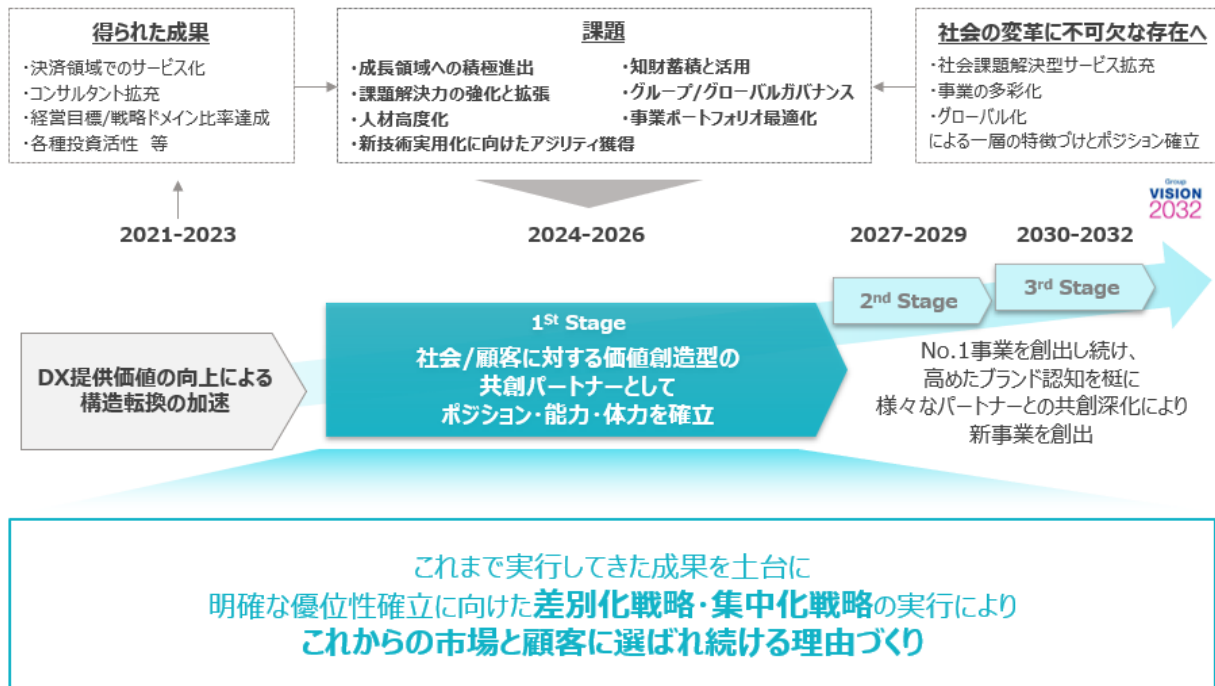 得られた成果
・決済領域でのサービス化
・コンサルタント拡充
・経営目標/戦略ドメイン比率達成
・各種投資活性 等
課題
・成長領域への積極進出
・課題解決力の強化と拡張
・人材高度化
・新技術実用化に向けたアジリティ獲得
・知財蓄積と活用
・グループ/グローバルガバナンス
・事業ポートフォリオ最適化
社会の変革に不可欠な存在へ
・社会課題解決型サービス拡充
・事業の多彩化
・グローバル化
による一層の特徴づけとポジション確立
Group
VISION
2032
2021-2023
2024-2026
2027-2029
2030-2032
DX提供価値の向上による
構造転換の加速
1St Stage
社会/顧客に対する価値創造型の
共創パートナーとして
ポジション・能力・体力を確立
2nd Stage
3rd Stage
No.1事業を創出し続け、
高めたブランド認知を梃に
様々なパートナーとの共創深化により
新事業を創出
これまで実行してきた成果を土台に
明確な優位性確立に向けた差別化戦略・集中化戦略の実行により
これからの市場と顧客に選ばれ続ける理由づくり